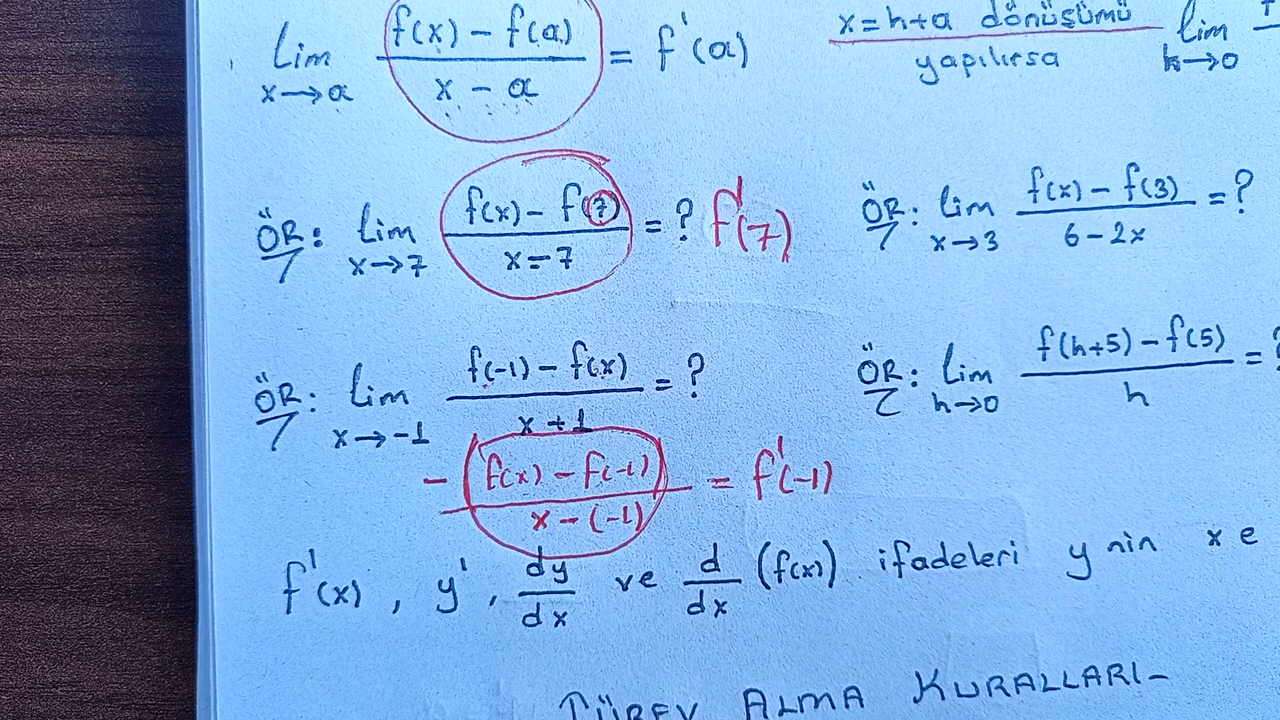 lim x→a (f(x) - f(a))/(x - a) = f'(a)
x=h+a dönüşümü yapılırsa lim h→0
ÖR: lim x→7 (f(x) - f(7))/(x-7) = ? f'(7)
ÖR: lim x→3 (f(x) - f(3))/(6-2x) = ?
ÖR: lim x→-1 (f(-1) - f(x))/(x+1) = ?
- (f(x) - f(-1))/(x-(-1)) = f'(-1)
ÖR: lim h→0 (f(h+5) - f(5))/h = ?
f'(x), y', dy/dx ve d/dx (f(x)) ifadeleri y nin x e
TÜREV ALMA KURALLARI-